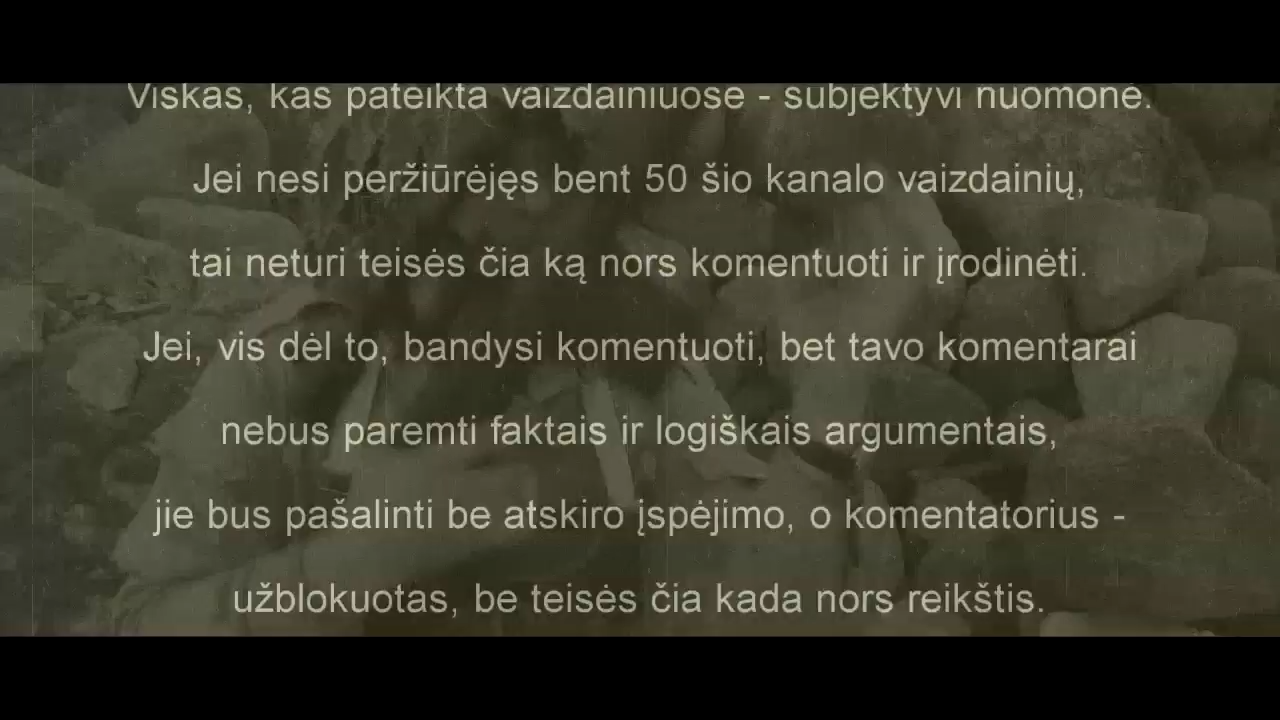 Viskas, kas pateikta vaizdainiuose - subjektyvi nuomonė.
Jei nesi peržiūrėjęs bent 50 šio kanalo vaizdainių,
tai neturi teisės čia ką nors komentuoti ir įrodinėti.
Jei, vis dėl to, bandysi komentuoti, bet tavo komentarai
nebus paremti faktais ir logiškais argumentais,
jie bus pašalinti be atskiro įspėjimo, o komentatorius -
užblokuotas, be teisės čia kada nors reikštis.